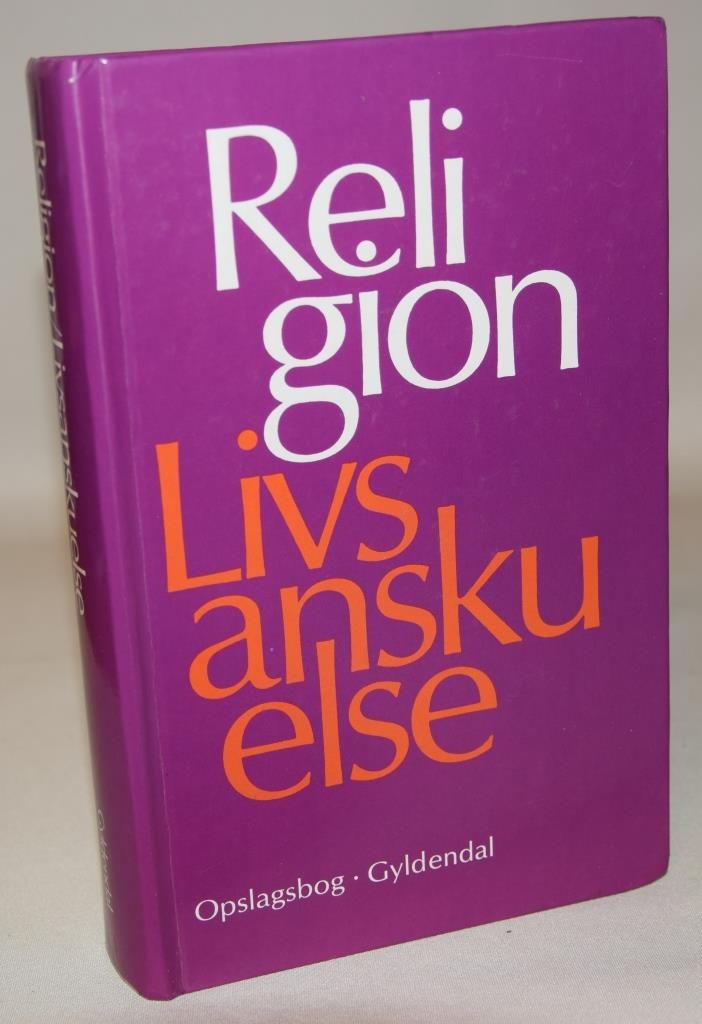 Reli
gion
Livs
ansku
else
Opslagsbog · Gyldendal
Religion/Livsanskuelse
Gyldendal